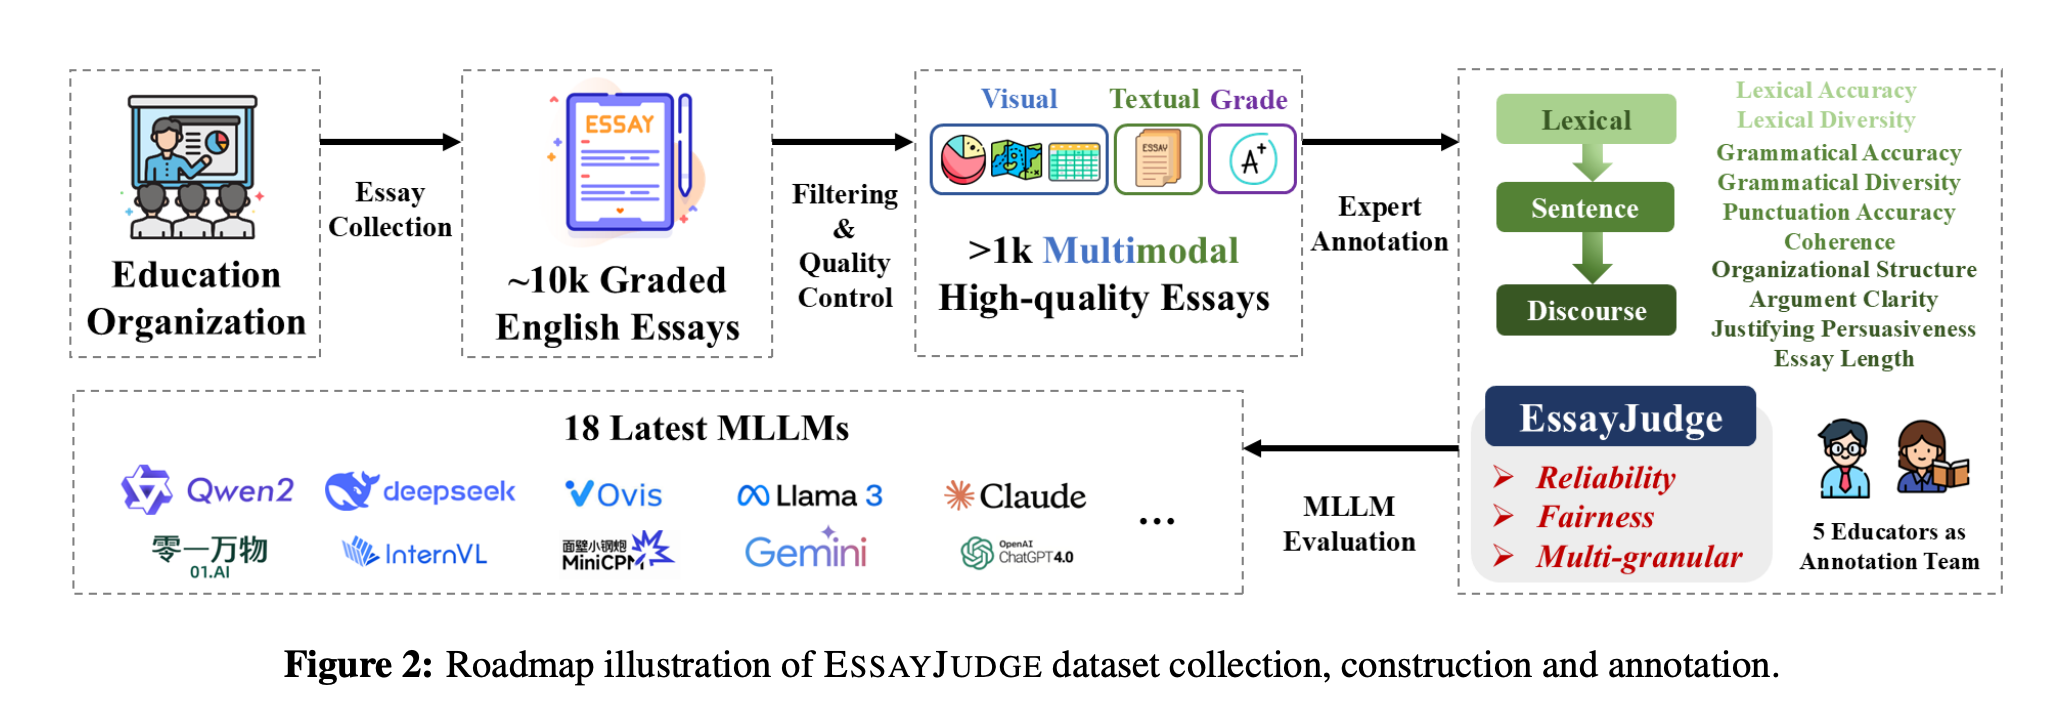 Education
Organization
Essay
Collection
ESSAY
~10k Graded
English Essays
Filtering
&
Quality
Control
Visual
Textual
Grade
ESSAY
A+
>1k Multimodal
High-quality Essays
Expert
Annotation
Lexical
Sentence
Discourse
Lexical Accuracy
Lexical Diversity
Grammatical Accuracy
Grammatical Diversity
Punctuation Accuracy
Coherence
Organizational Structure
Argument Clarity
Justifying Persuasiveness
Essay Length
EssayJudge
Reliability
Fairness
Multi-granular
5 Educators as
Annotation Team
MLLM
Evaluation
18 Latest MLLMs
Qwen2
deepseek
Ovis
Llama 3
Claude
...
零一万物
01.AI
InternVL
面壁小钢炮
MiniCPM
Gemini
OpenAI
ChatGPT4.0
Figure 2: Roadmap illustration of ESSAYJUDGE dataset collection, construction and annotation.